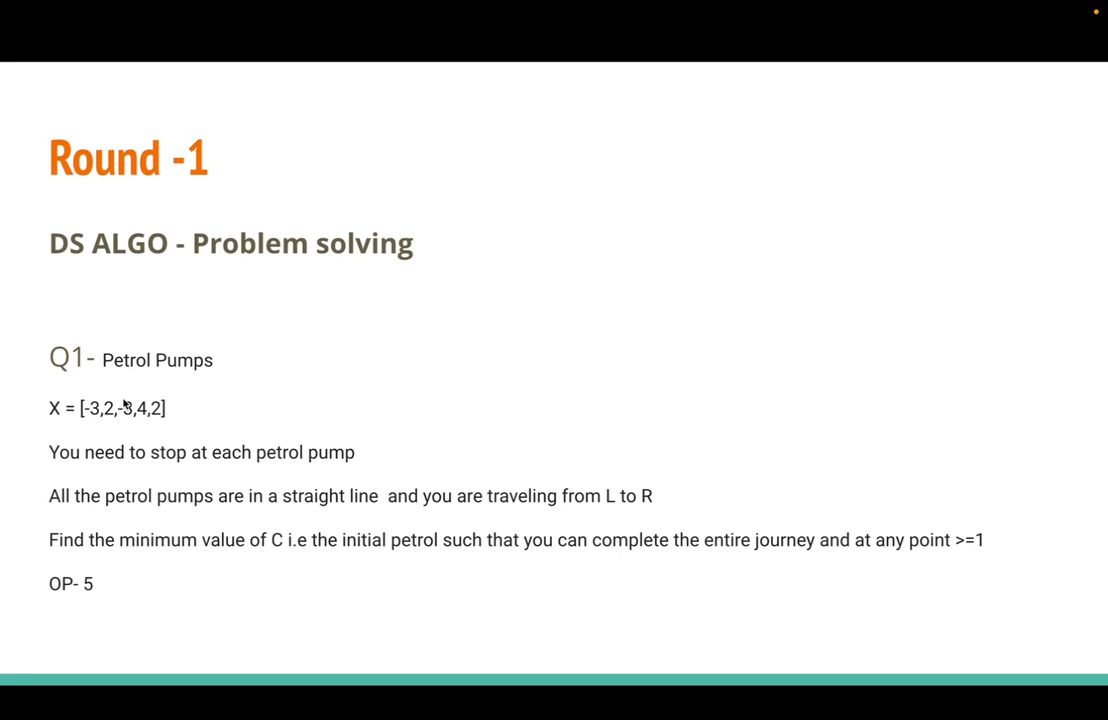 Round -1
DS ALGO - Problem solving
Q1- Petrol Pumps
X = [-3,2,-3,4,2]
You need to stop at each petrol pump
All the petrol pumps are in a straight line and you are traveling from L to R
Find the minimum value of C i.e the initial petrol such that you can complete the entire journey and at any point >=1
OP- 5